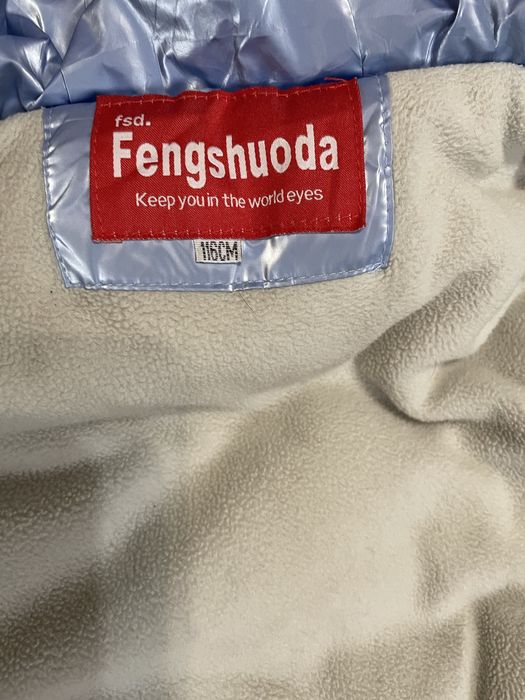 fsd.
Fengshuoda
Keep you in the world eyes
116CM